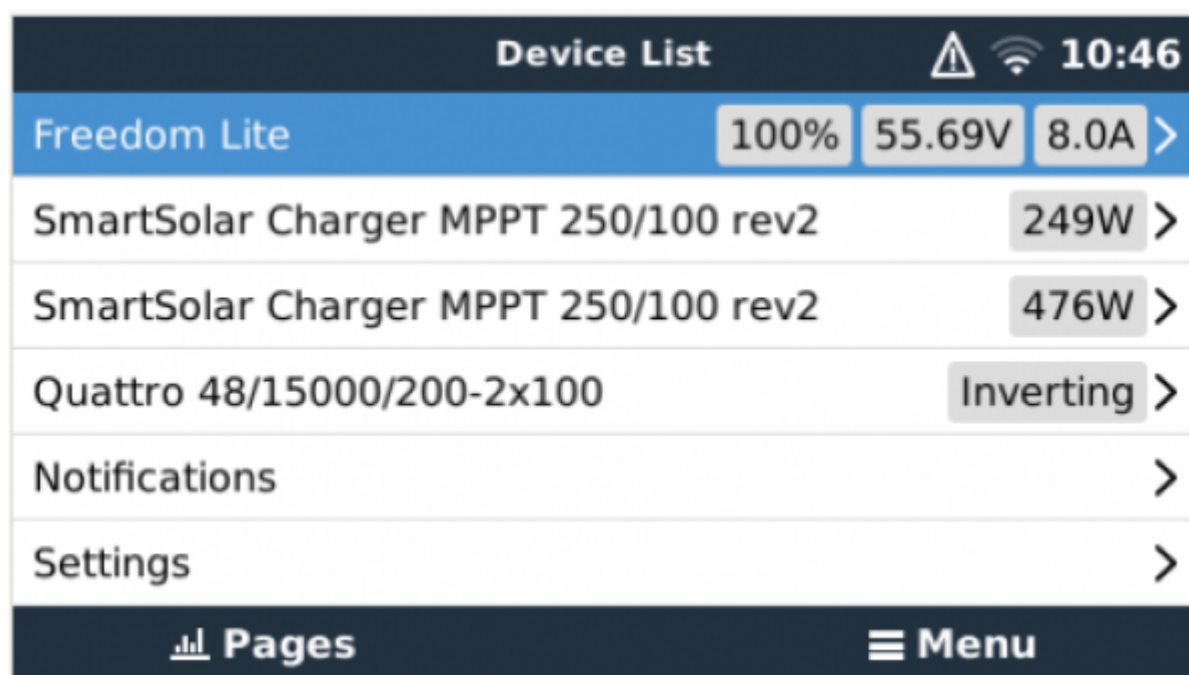 Device List 10:46
Freedom Lite 100% 55.69V 8.0A
SmartSolar Charger MPPT 250/100 rev2 249W
SmartSolar Charger MPPT 250/100 rev2 476W
Quattro 48/15000/200-2x100 Inverting
Notifications
Settings
Pages Menu